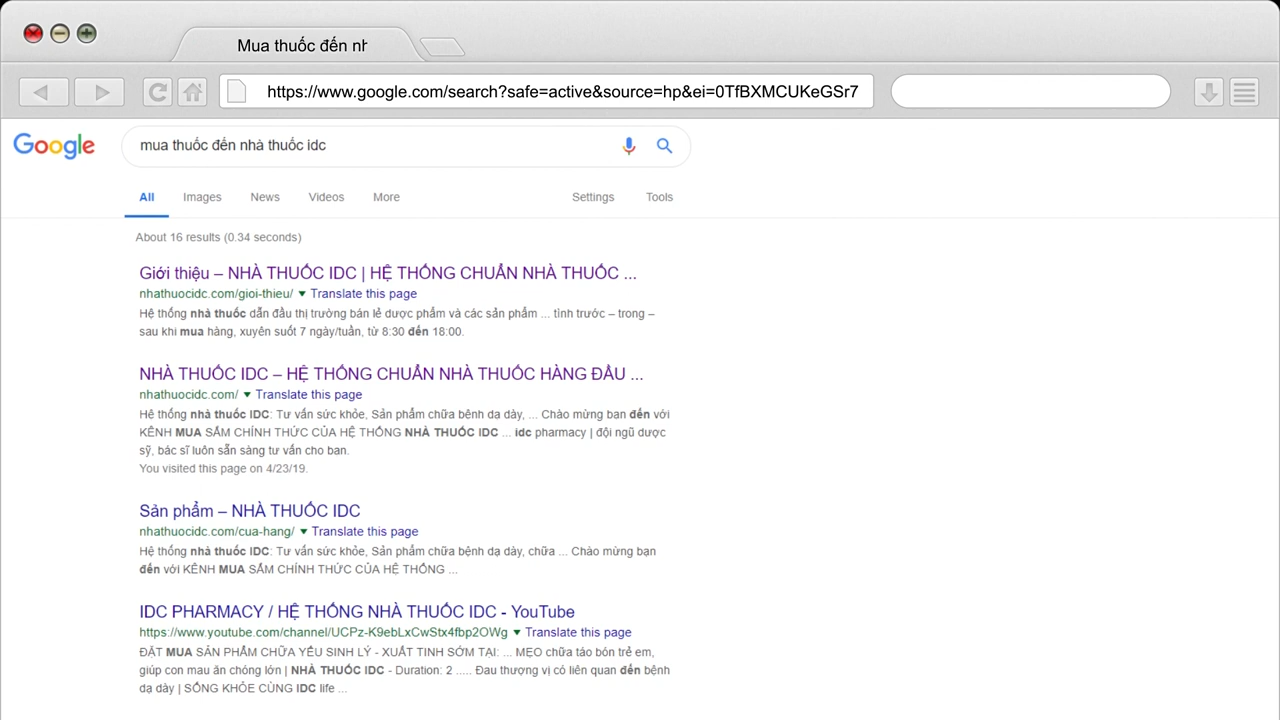 Mua thuốc đến nh
https://www.google.com/search?safe=active&source=hp&ei=0TfBXMCUKeGSr7
Google
mua thuốc đến nhà thuốc idc
All Images News Videos More Settings Tools
About 16 results (0.34 seconds)
Giới thiệu – NHÀ THUỐC IDC | HỆ THỐNG CHUẨN NHÀ THUỐC ...
nhathuocidc.com/gioi-thieu/ ▼ Translate this page
Hệ thống nhà thuốc dẫn đầu thị trường bán lẻ dược phẩm và các sản phẩm ... tình trước – trong –
sau khi mua hàng, xuyên suốt 7 ngày/tuần, từ 8:30 đến 18:00.
NHÀ THUỐC IDC – HỆ THỐNG CHUẨN NHÀ THUỐC HÀNG ĐẦU ...
nhathuocidc.com/ ▼ Translate this page
Hệ thống nhà thuốc IDC: Tư vấn sức khỏe, Sản phẩm chữa bệnh dạ dày, ... Chào mừng bạn đến với
KÊNH MUA SẮM CHÍNH THỨC CỦA HỆ THỐNG NHÀ THUỐC IDC ... idc pharmacy | đội ngũ dược
sỹ, bác sĩ luôn sẵn sàng tư vấn cho bạn.
You visited this page on 4/23/19.
Sản phẩm – NHÀ THUỐC IDC
nhathuocidc.com/cua-hang/ ▼ Translate this page
Hệ thống nhà thuốc IDC: Tư vấn sức khỏe, Sản phẩm chữa bệnh dạ dày, chữa ... Chào mừng bạn
đến với KÊNH MUA SẮM CHÍNH THỨC CỦA HỆ THỐNG ...
IDC PHARMACY / HỆ THỐNG NHÀ THUỐC IDC - YouTube
https://www.youtube.com/channel/UCPz-K9ebLxCwStx4fbp2OWg ▼ Translate this page
ĐẶT MUA SẢN PHẨM CHỮA YẾU SINH LÝ - XUẤT TINH SỚM TẠI: ... MẸO chữa táo bón trẻ em,
giúp con mau ăn chóng lớn | NHÀ THUỐC IDC - Duration: 2 ..... Đau thượng vị có liên quan đến bệnh
dạ dày | SỐNG KHỎE CÙNG IDC life ...